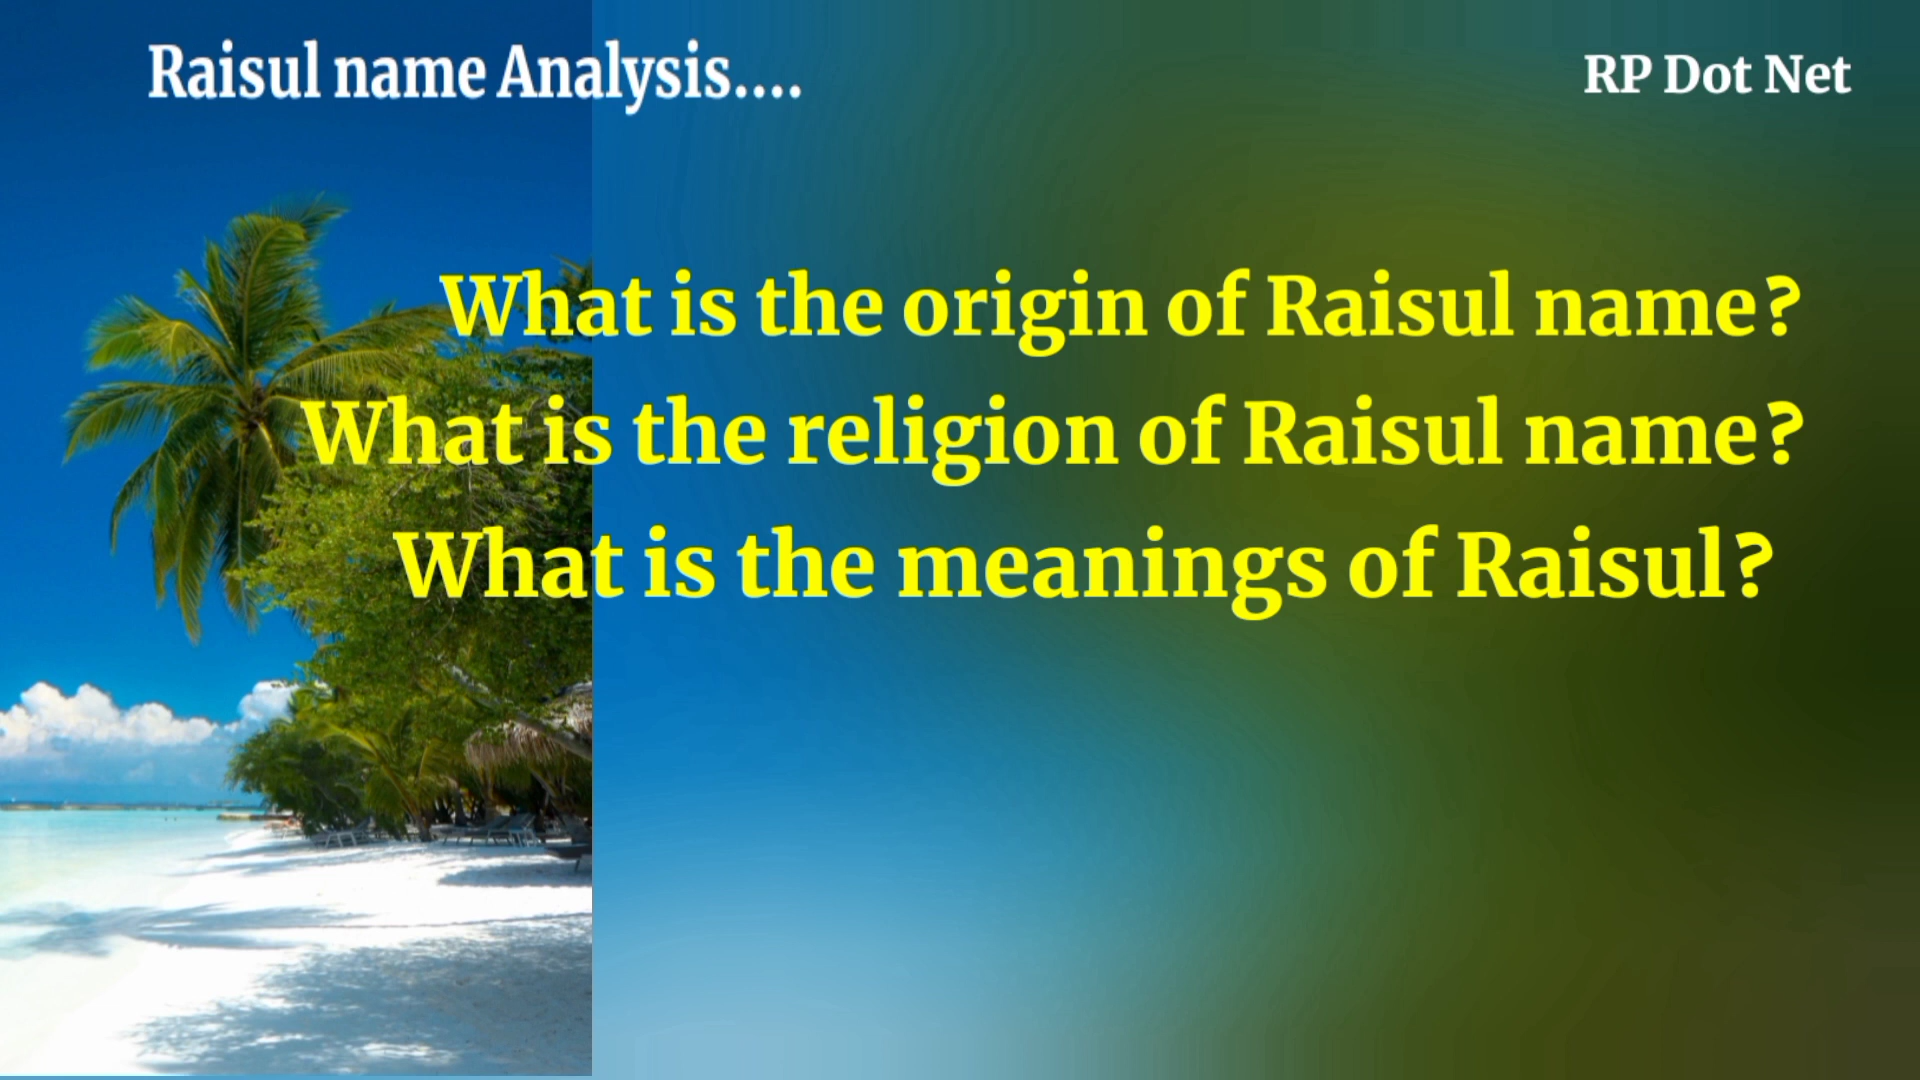 Raisul name Analysis....
RP Dot Net
What is the origin of Raisul name?
What is the religion of Raisul name?
What is the meanings of Raisul?